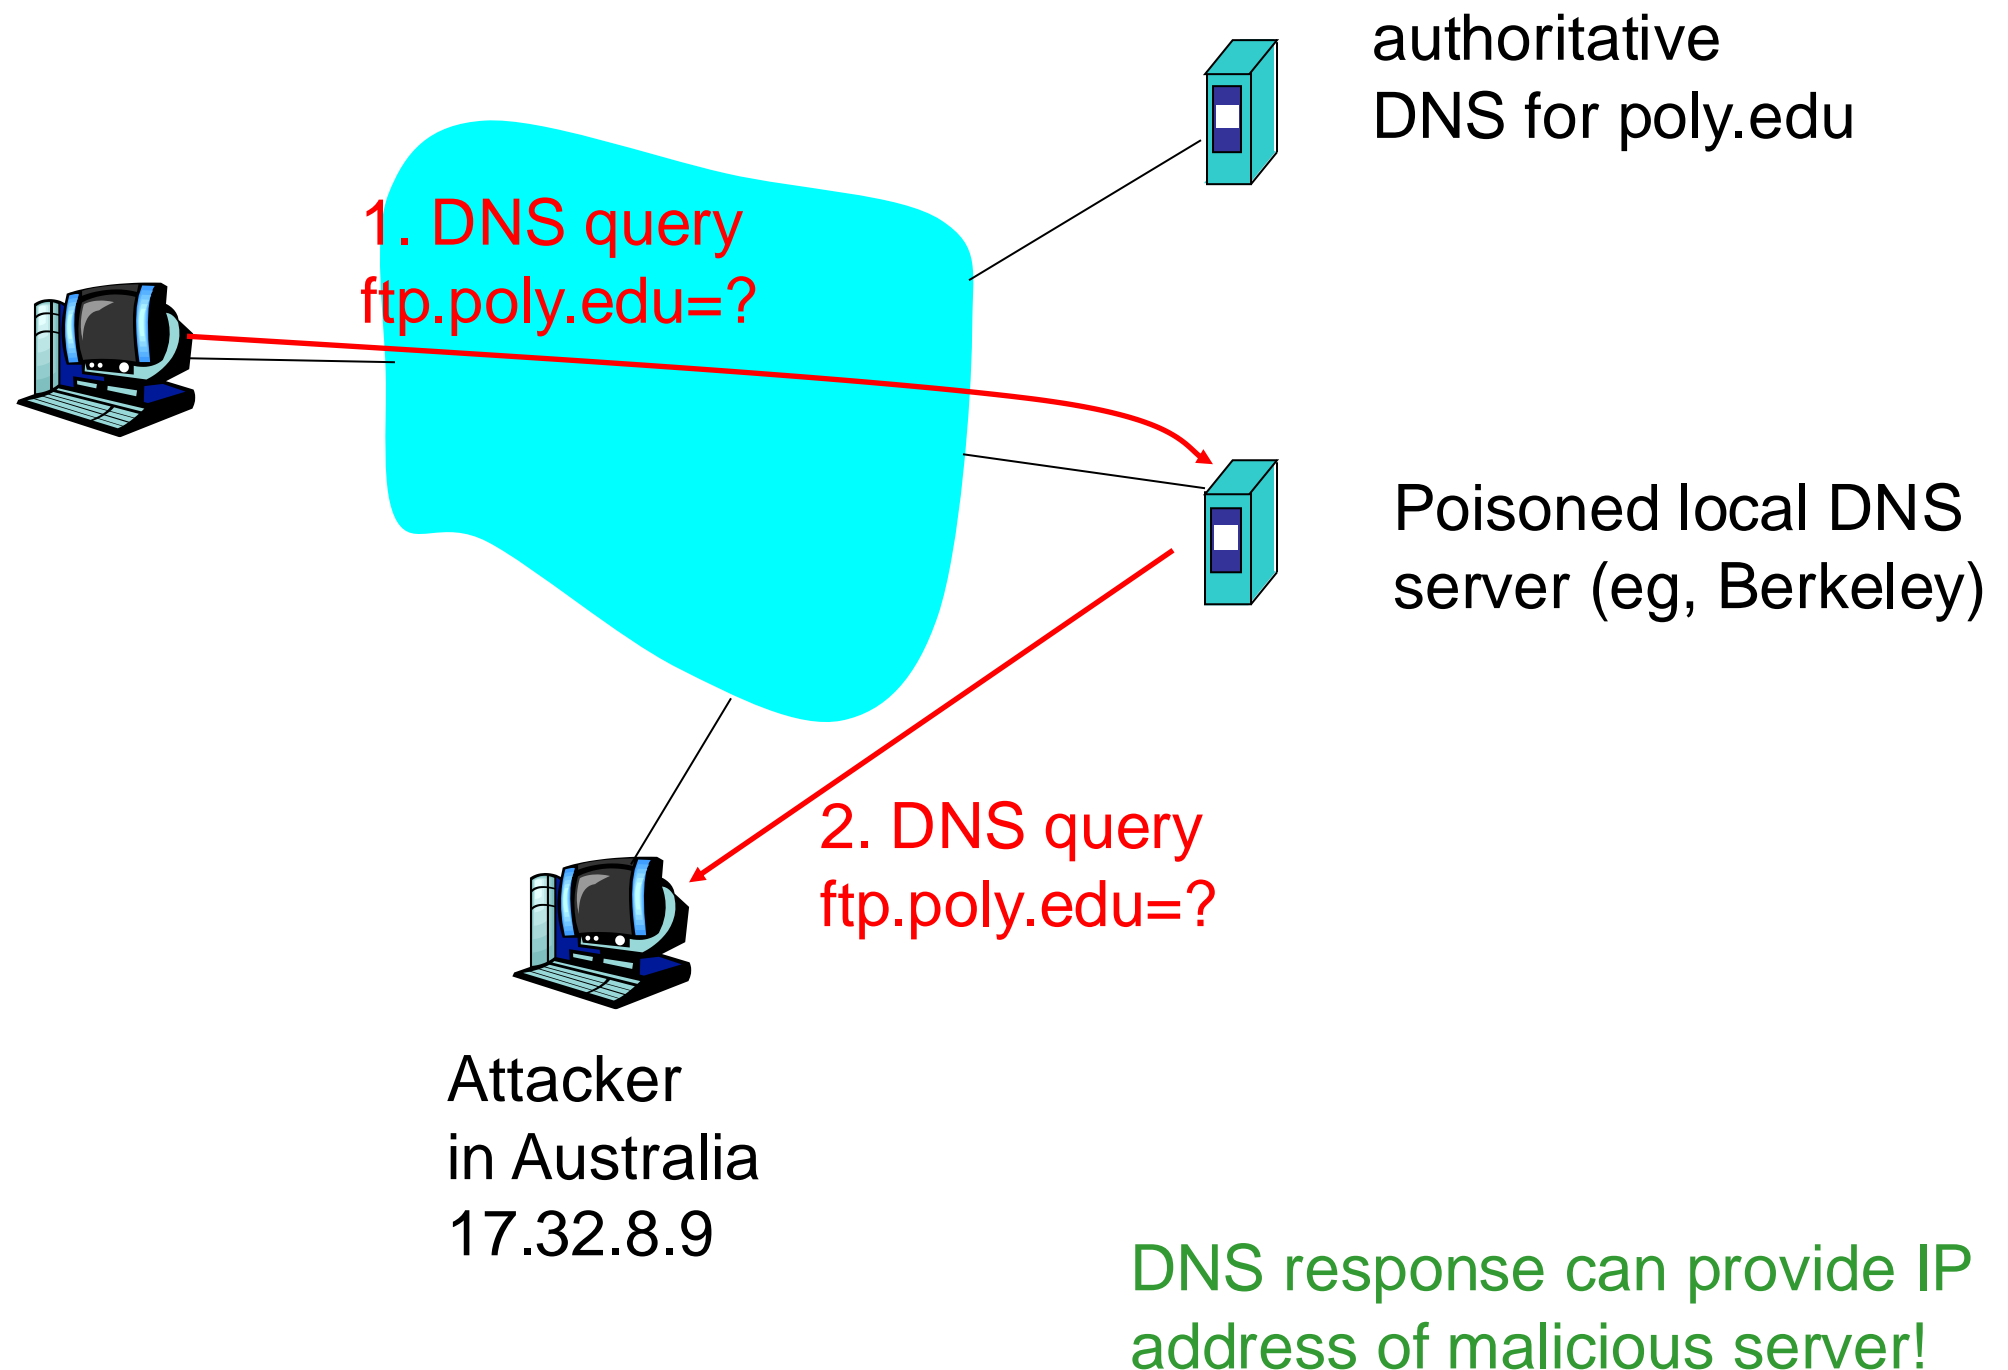 authoritative
DNS for poly.edu
1. DNS query
ftp.poly.edu=?
Poisoned local DNS
server (eg, Berkeley)
2. DNS query
ftp.poly.edu=?
Attacker
in Australia
17.32.8.9
DNS response can provide IP
address of malicious server!